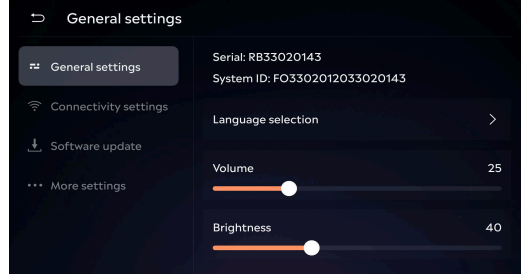 General settings
General settings
Connectivity settings
Software update
More settings
Serial: RB33020143
System ID: FO3302012033020143
Language selection
Volume 25
Brightness 40